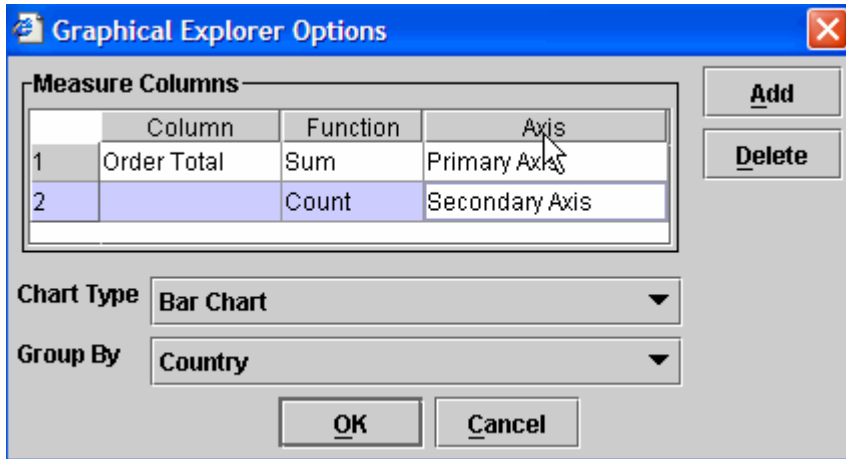 Graphical Explorer Options
Measure Columns
Add
Column Function Axis
1 Order Total Sum Primary Axis
Delete
2 Count Secondary Axis
Chart Type Bar Chart
Group By Country
OK Cancel